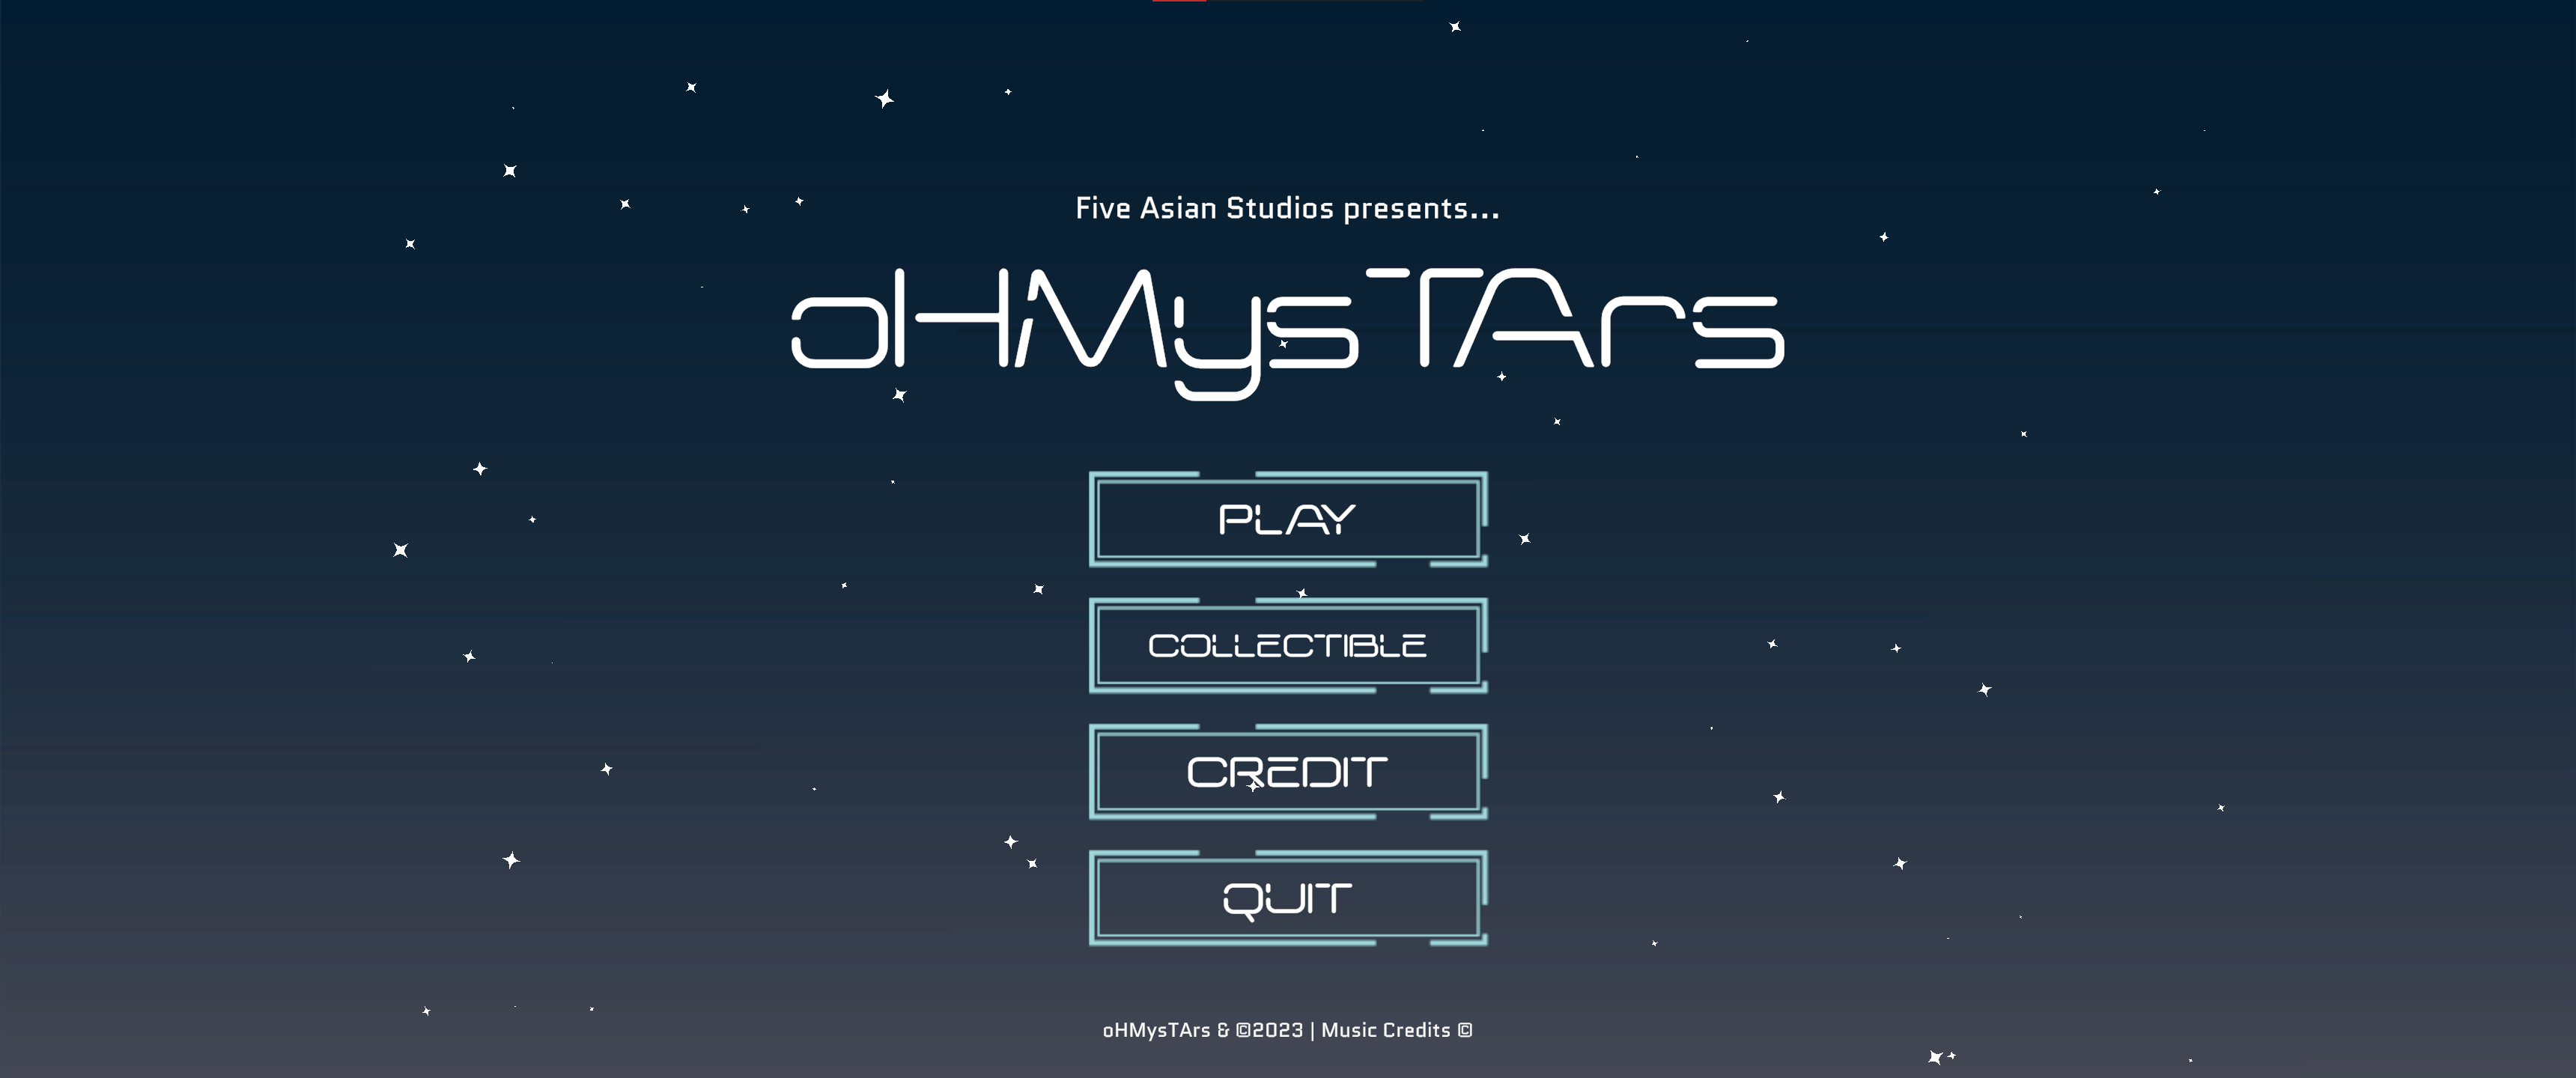 Five Asian Studios presents...
oHMysTArs
PLAY
COLLECTIBLE
CREDIT
QUIT
oHMysTArs & ©2023 | Music Credits ©